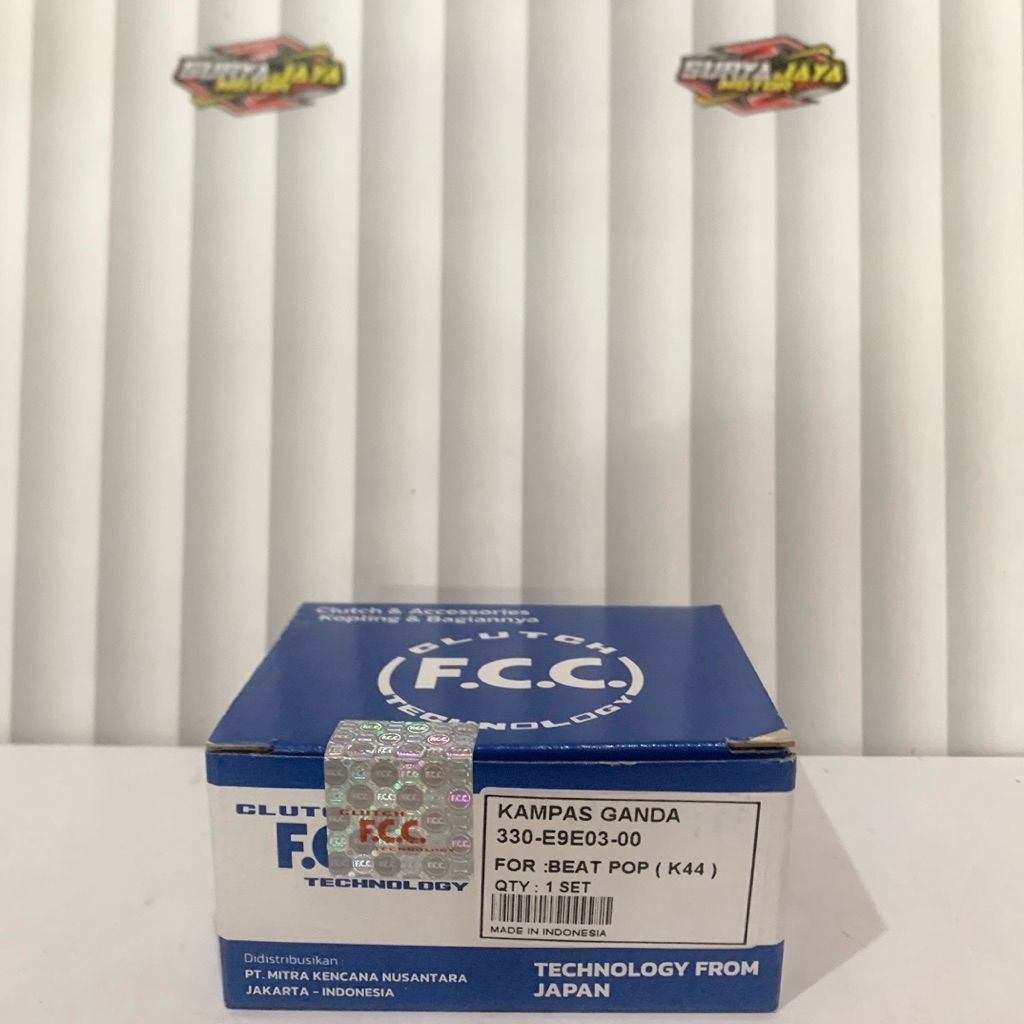 SURYA JAYA
MOTOR
SURYA JAYA
MOTOR
Clutch & Accessories
Kopling & Bagiannya
CLUTCH
F.C.C.
TECHNOLOGY
CLUTCH
F.C.C.
TECHNOLOGY
TECHNOLOGY
KAMPAS GANDA
330-E9E03-00
FOR :BEAT POP ( K44 )
QTY : 1 SET
MADE IN INDONESIA
Didistribusikan :
PT. MITRA KENCANA NUSANTARA
JAKARTA - INDONESIA
TECHNOLOGY FROM
JAPAN